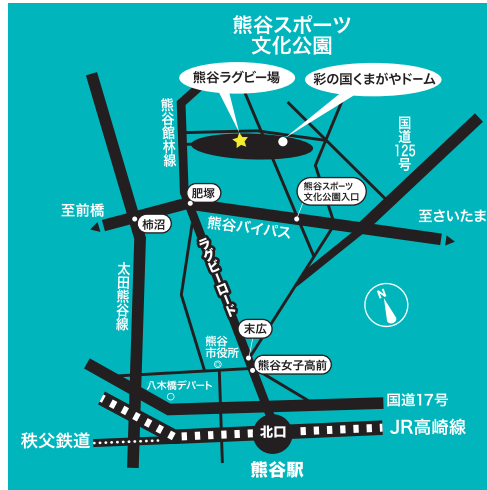 熊谷スポーツ
文化公園
熊谷ラグビー場
彩の国くまがやドーム
熊谷館林線
国道125号
肥塚
熊谷スポーツ
文化公園入口
至前橋
柿沼
熊谷バイパス
至さいたま
ラグビーロード
太田熊谷線
末広
熊谷
市役所
熊谷女子高前
N
八木橋デパート
国道17号
北口
JR高崎線
秩父鉄道
熊谷駅